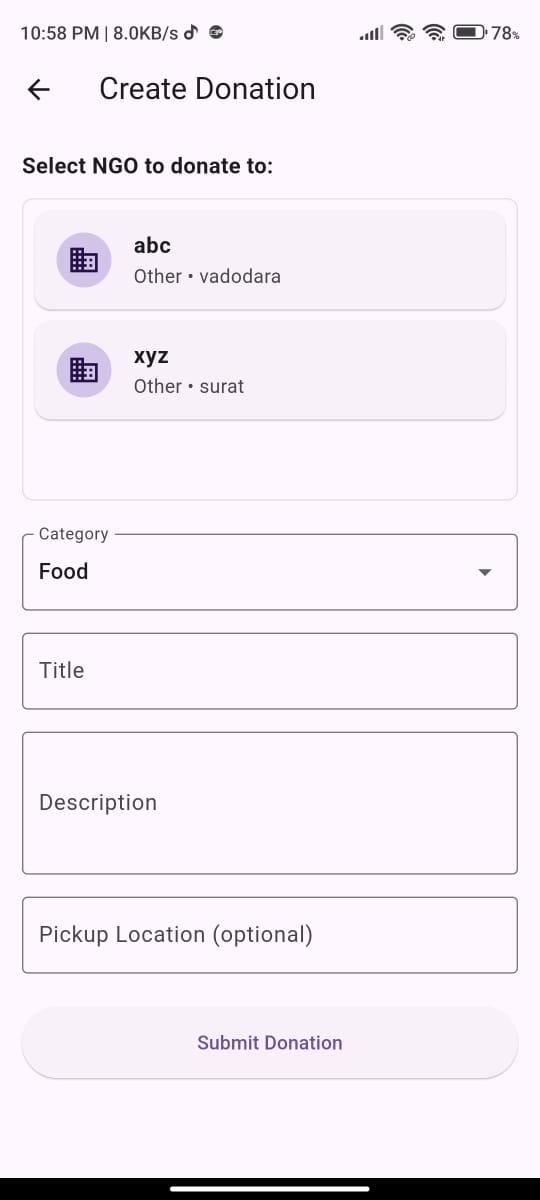 10:58 PM | 8.0KB/s
78%
Create Donation
Select NGO to donate to:
abc
Other • vadodara
xyz
Other • surat
Category
Food
Title
Description
Pickup Location (optional)
Submit Donation